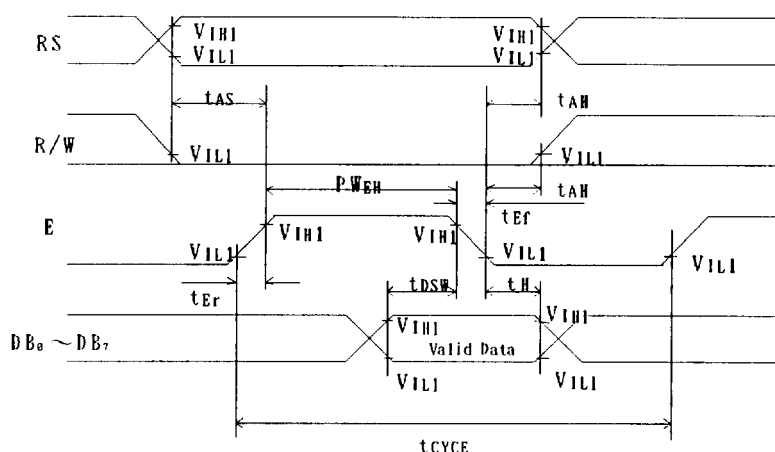 RS VIH1 VIL1 VIH1 VIL1
tAS tAH
R/W VIL1 VIL1
PWEH tAH
tEf
E VIL1 VIH1 VIH1 VIL1 VIL1
tEr tDSW tH
DB₀ ~DB₇ VIH1 Valid Data VIH1
VIL1 VIL1
tCYCE